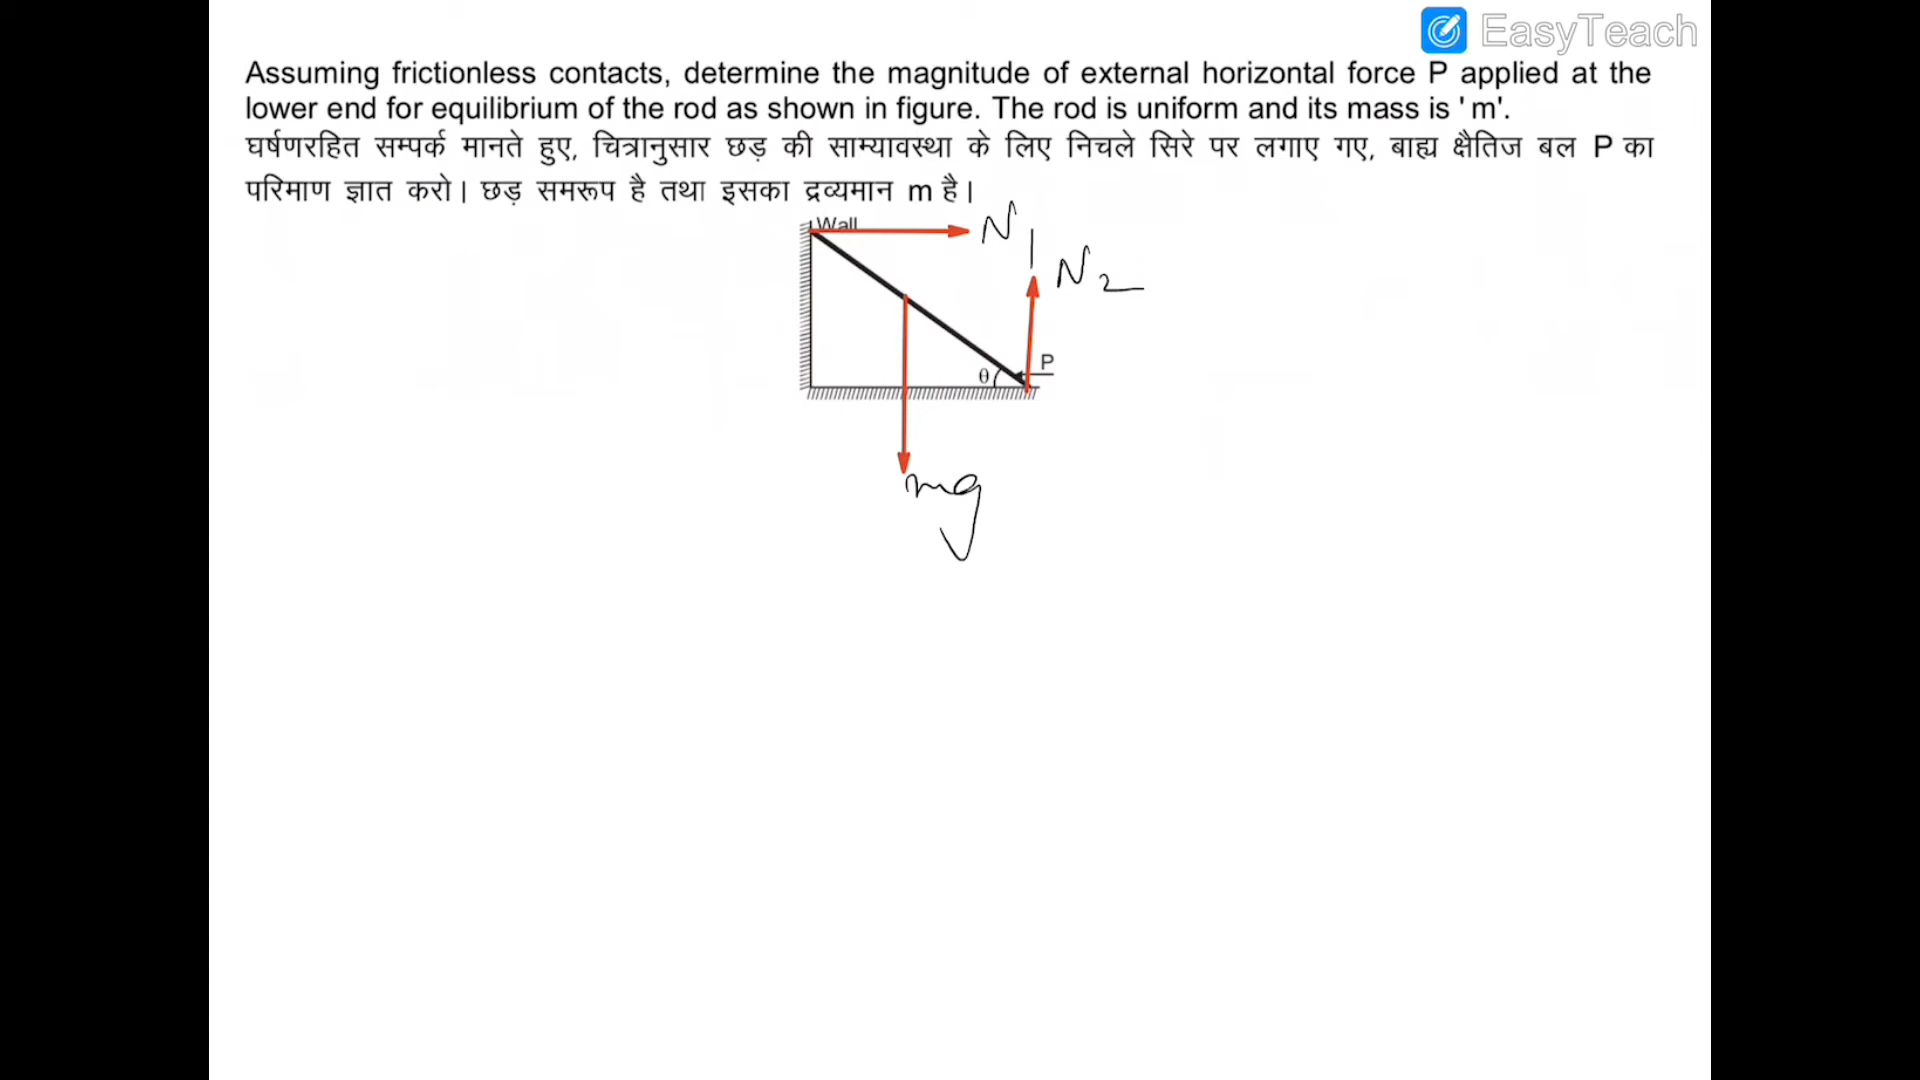 EasyTeach
Assuming frictionless contacts, determine the magnitude of external horizontal force P applied at the
lower end for equilibrium of the rod as shown in figure. The rod is uniform and its mass is ' m'.
घर्षणरहित सम्पर्क मानते हुए, चित्रानुसार छड़ की साम्यावस्था के लिए निचले सिरे पर लगाए गए, बाह्य क्षैतिज बल P का
परिमाण ज्ञात करो। छड़ समरूप है तथा इसका द्रव्यमान m है।
Wall
N1
N2
P
θ
mg